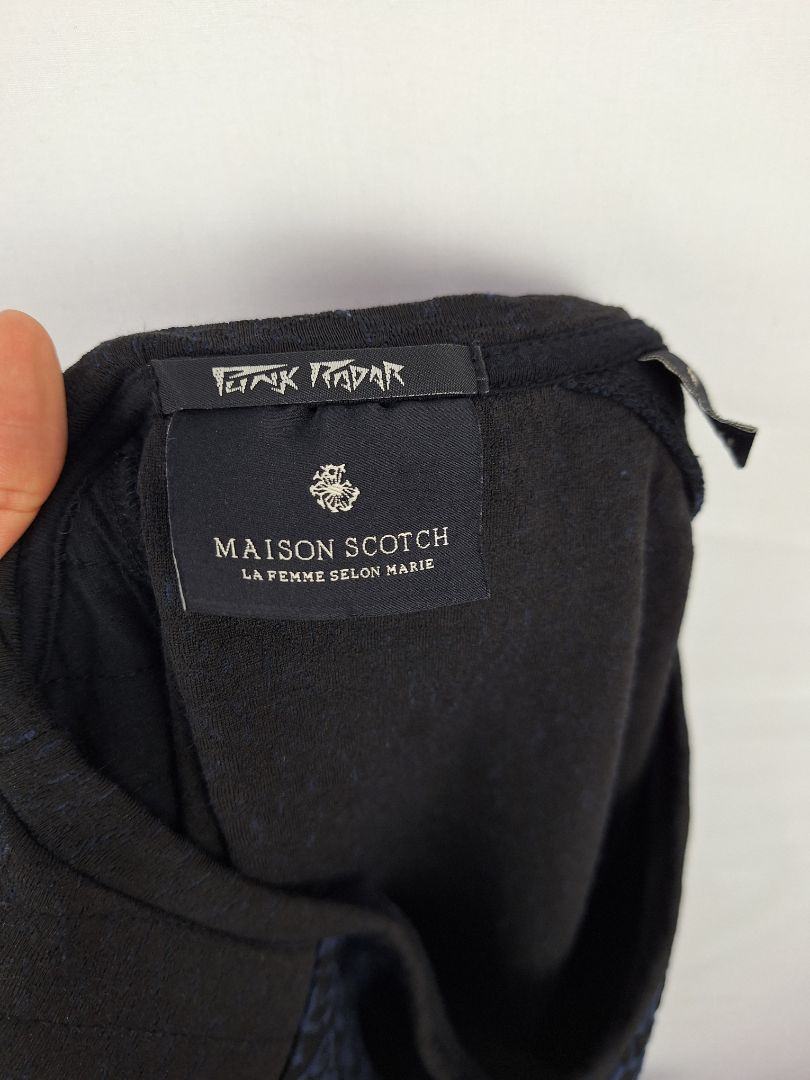 PUNK RADAR
MAISON SCOTCH
LA FEMME SELON MARIE